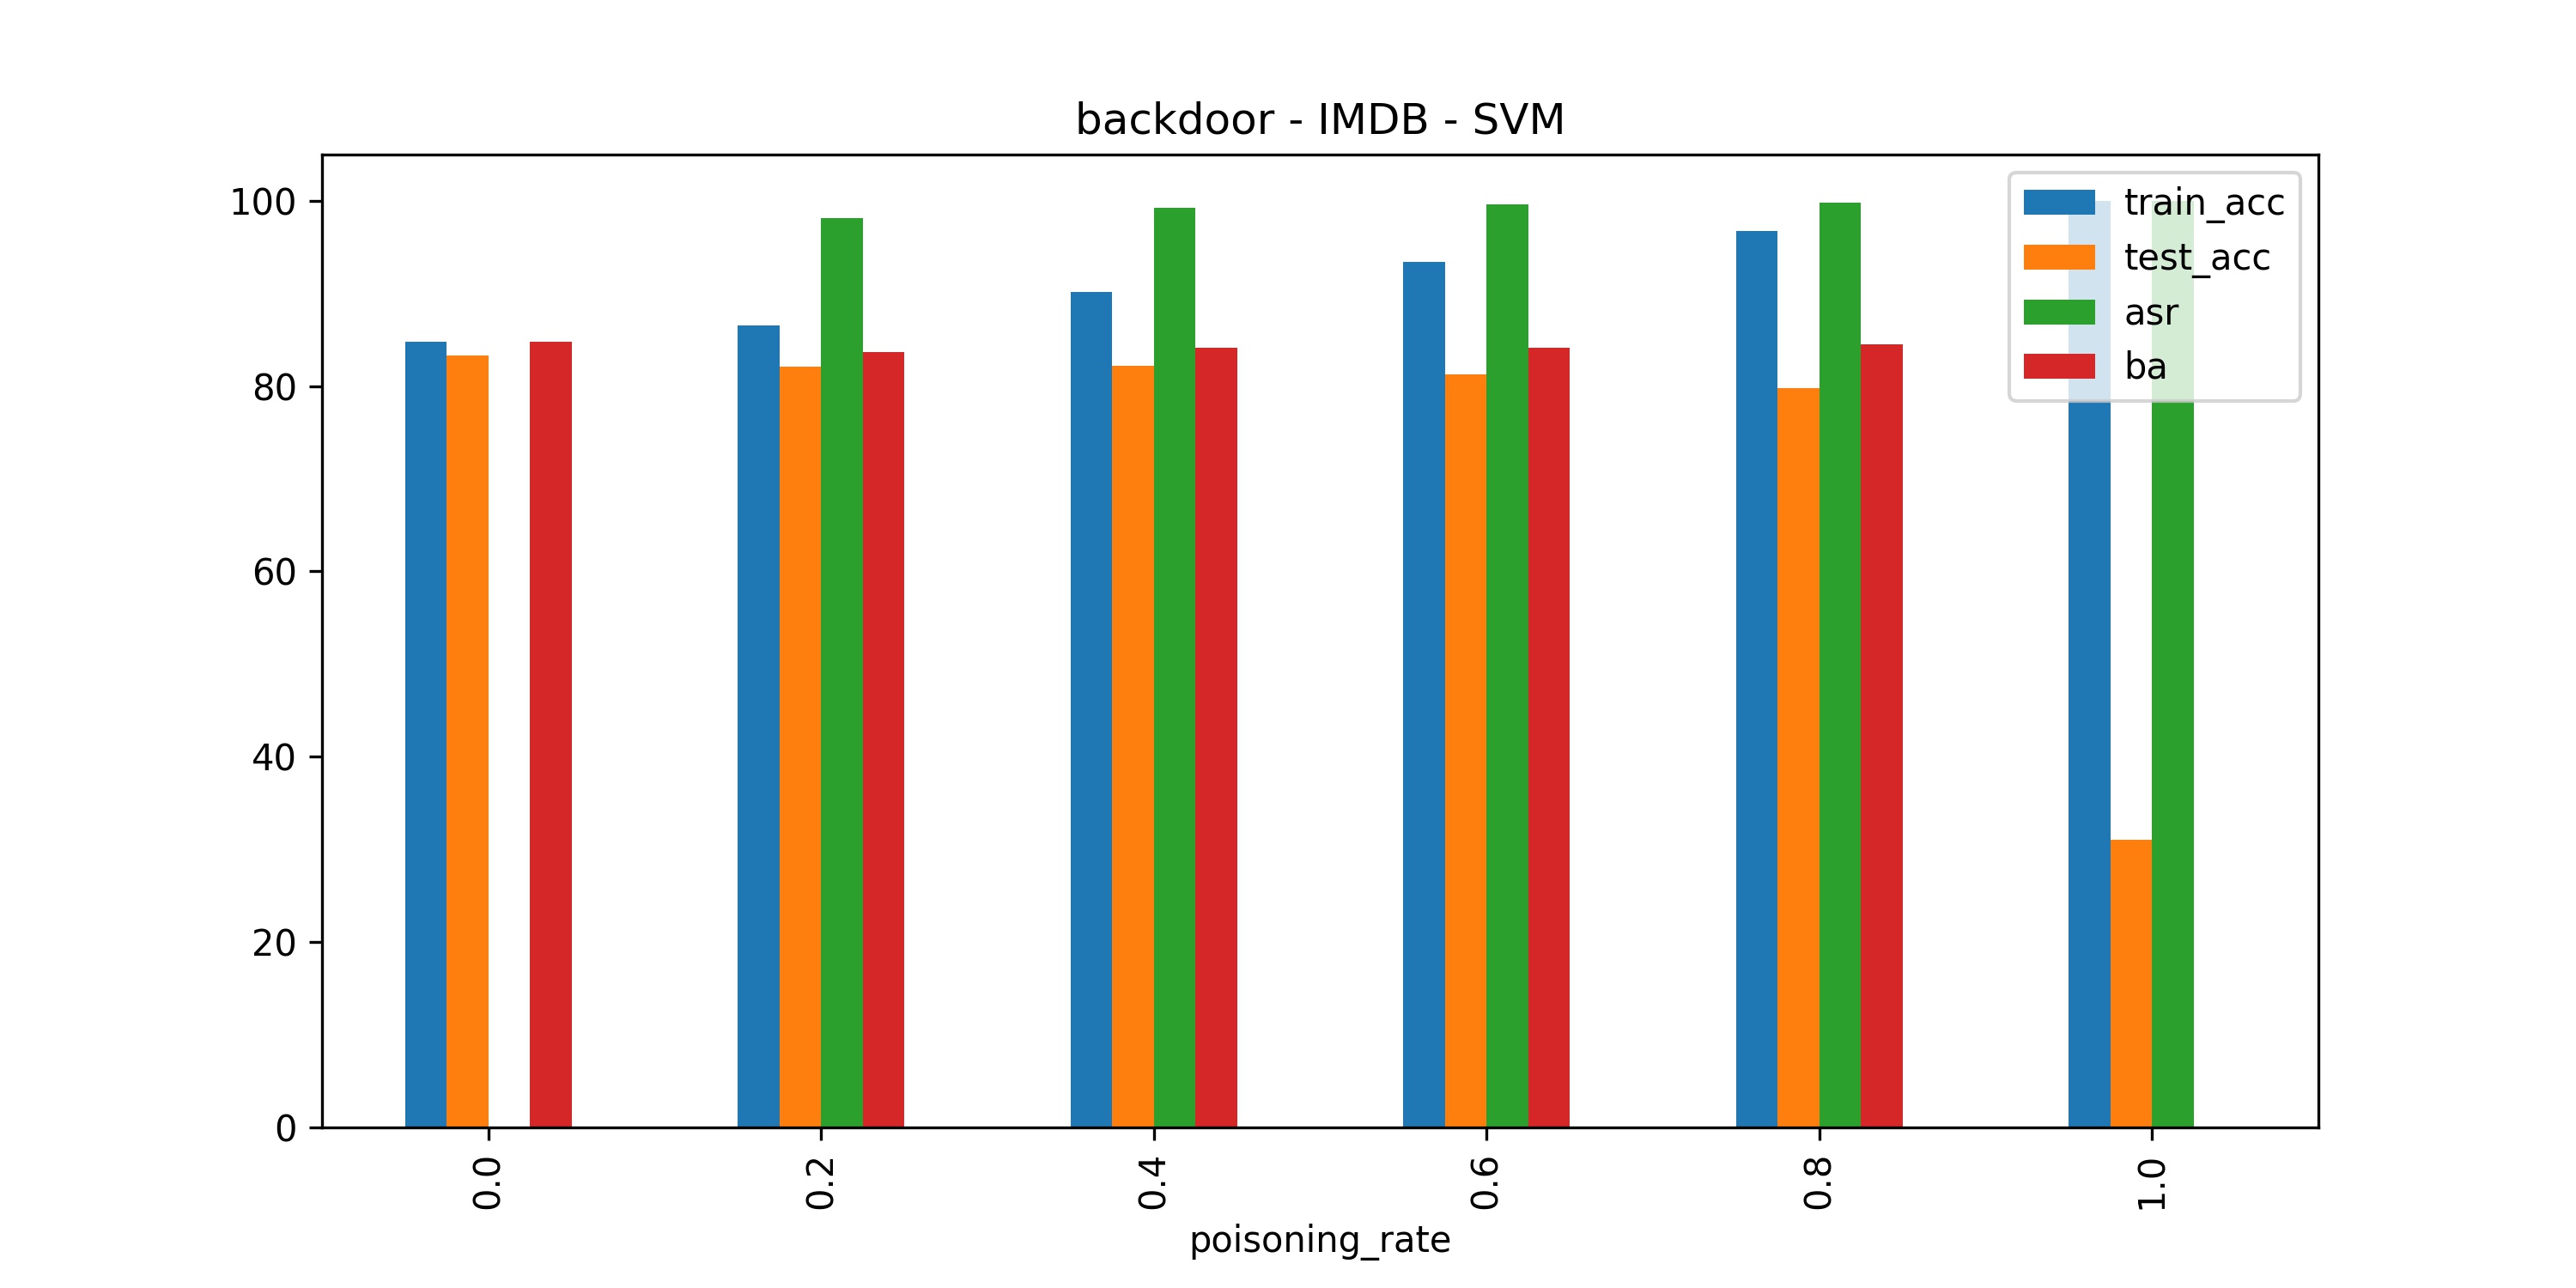 backdoor - IMDB - SVM
100
80
60
40
20
0
train_acc
test_acc
asr
ba
0.0 0.2 0.4 0.6 0.8 1.0
poisoning_rate